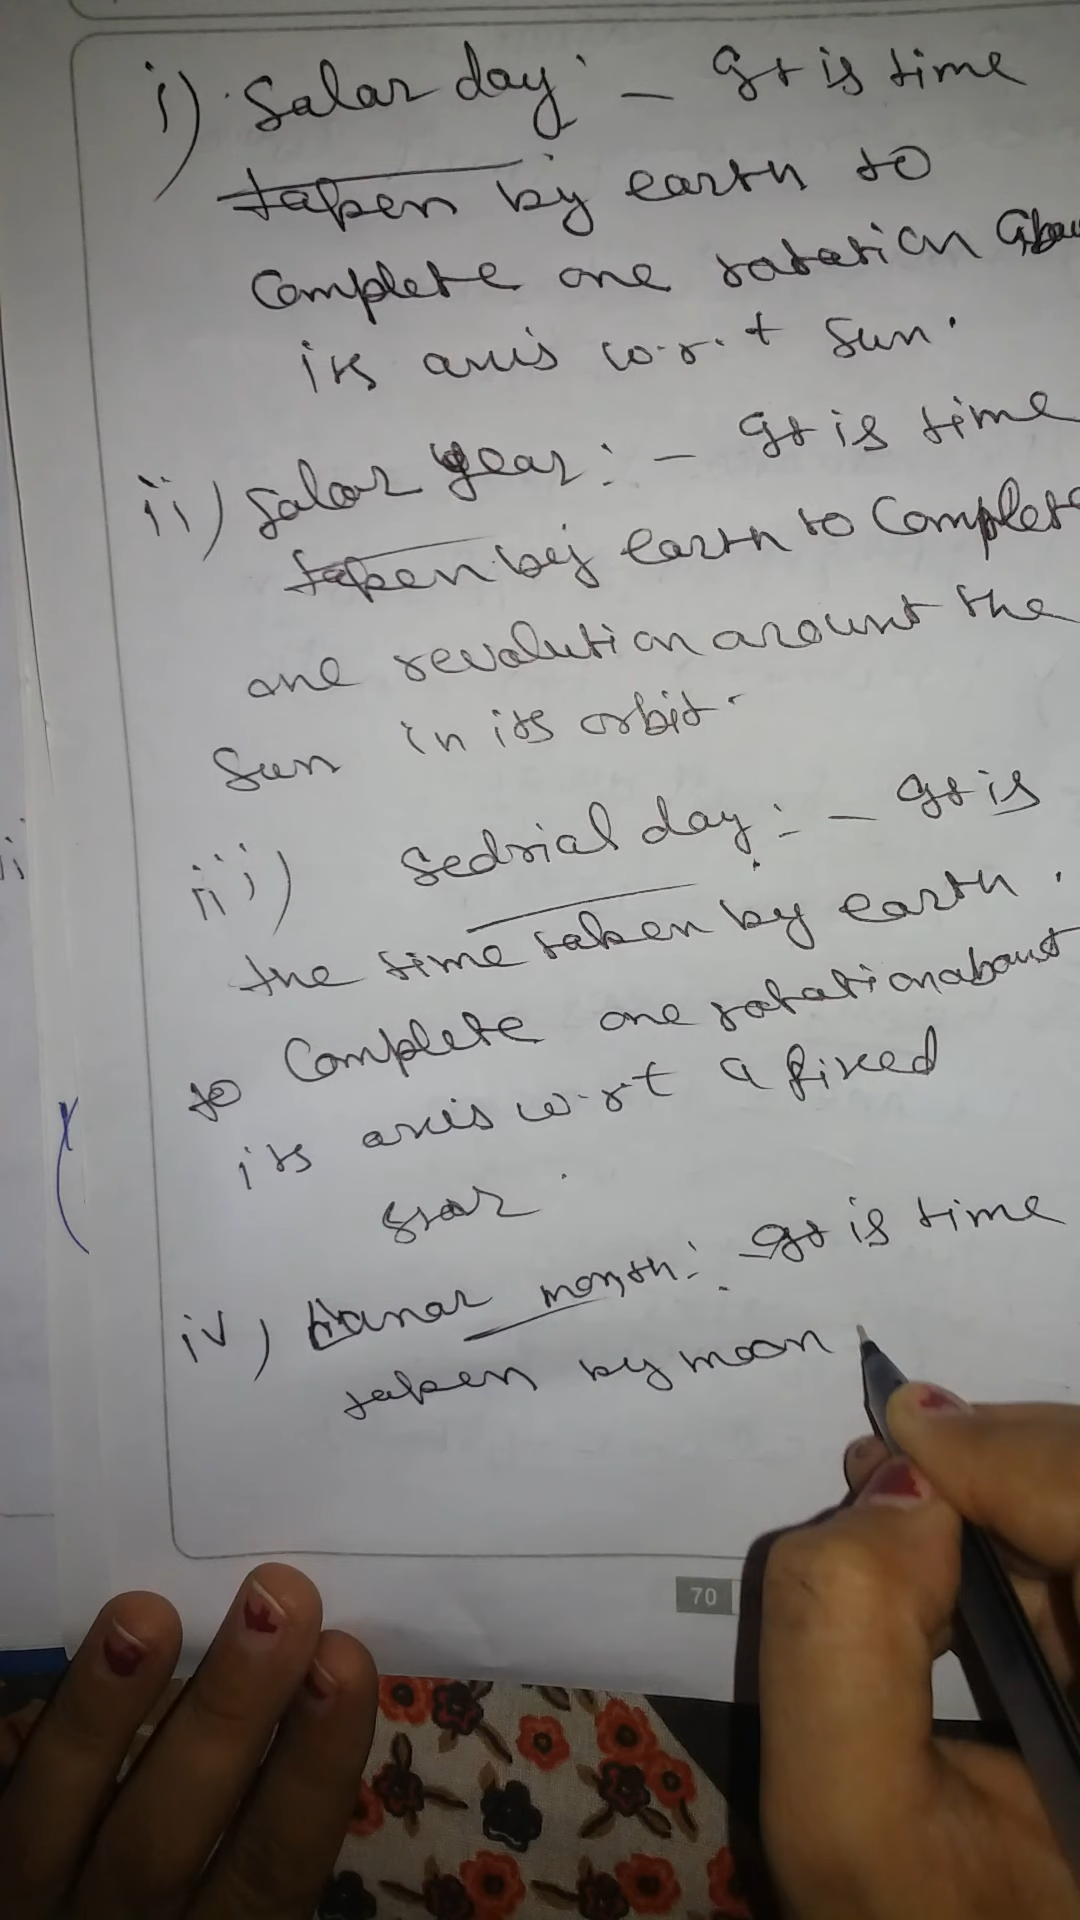 i) Solar day :- It is time
taken by earth to
Complete one rotation abou
its axis w.r.t Sun.
ii) Solar year :- It is time
taken by earth to Complete
one revolution arount the
Sun in its orbit.
iii) Sedrial day :- It is
the time taken by earth
to Complete one rotation about
its axis w.r.t a fixed
star.
iv) Lunar month :- It is time
taken by moon
70